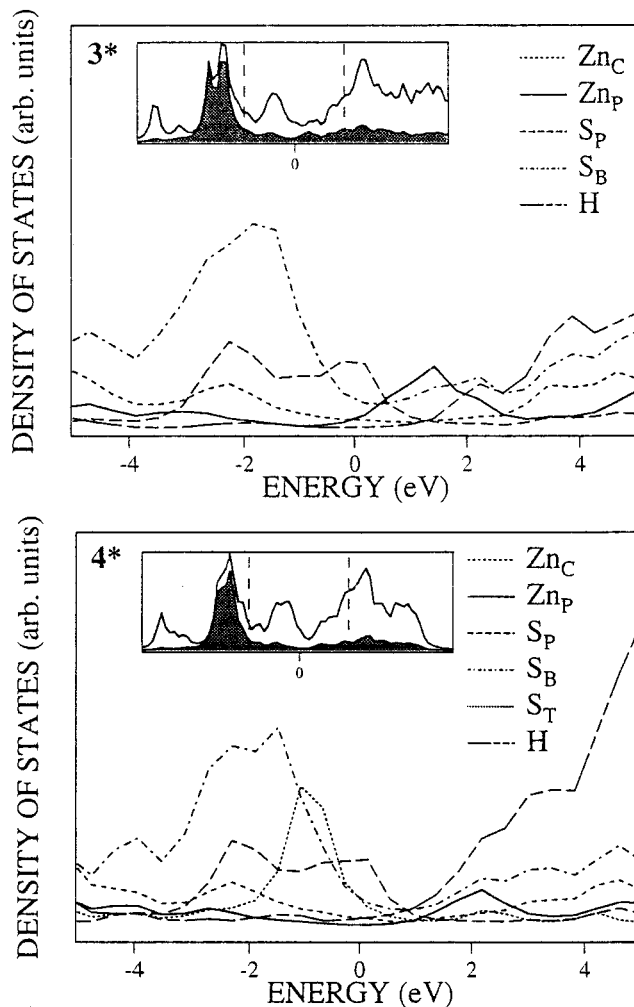 DENSITY OF STATES (arb. units)
3*
0
Zn_C
Zn_P
S_P
S_B
H
-4
-2
0
2
4
ENERGY (eV)
DENSITY OF STATES (arb. units)
4*
0
Zn_C
Zn_P
S_P
S_B
S_T
H
-4
-2
0
2
4
ENERGY (eV)